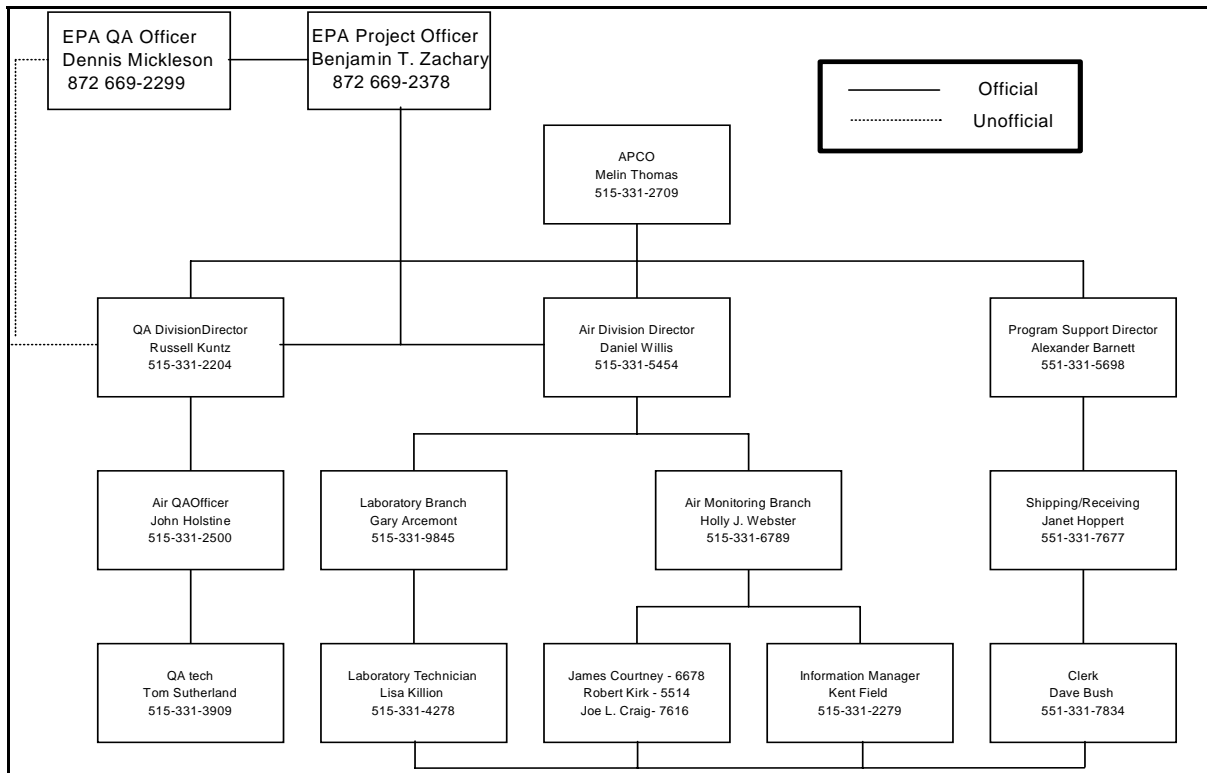 EPA QA Officer
Dennis Mickleson
872 669-2299
EPA Project Officer
Benjamin T. Zachary
872 669-2378
Official
Unofficial
APCO
Melin Thomas
515-331-2709
QA DivisionDirector
Russell Kuntz
515-331-2204
Air Division Director
Daniel Willis
515-331-5454
Program Support Director
Alexander Barnett
551-331-5698
Air QAOfficer
John Holstine
515-331-2500
Laboratory Branch
Gary Arcemont
515-331-9845
Air Monitoring Branch
Holly J. Webster
515-331-6789
Shipping/Receiving
Janet Hoppert
551-331-7677
QA tech
Tom Sutherland
515-331-3909
Laboratory Technician
Lisa Killion
515-331-4278
James Courtney - 6678
Robert Kirk - 5514
Joe L. Craig- 7616
Information Manager
Kent Field
515-331-2279
Clerk
Dave Bush
551-331-7834